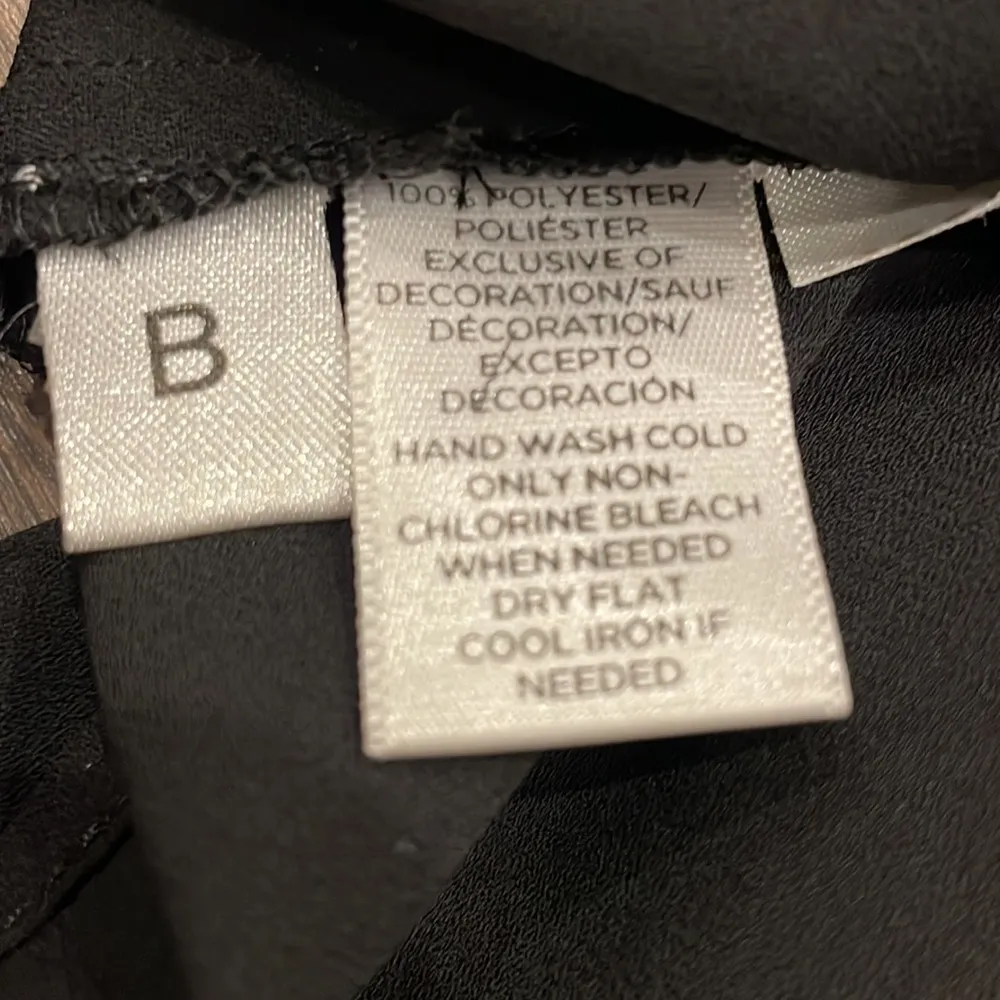 B
100% POLYESTER/
POLIÉSTER
EXCLUSIVE OF
DECORATION/SAUF
DÉCORATION/
EXCEPTO
DECORACIÓN
HAND WASH COLD
ONLY NON-
CHLORINE BLEACH
WHEN NEEDED
DRY FLAT
COOL IRON IF
NEEDED